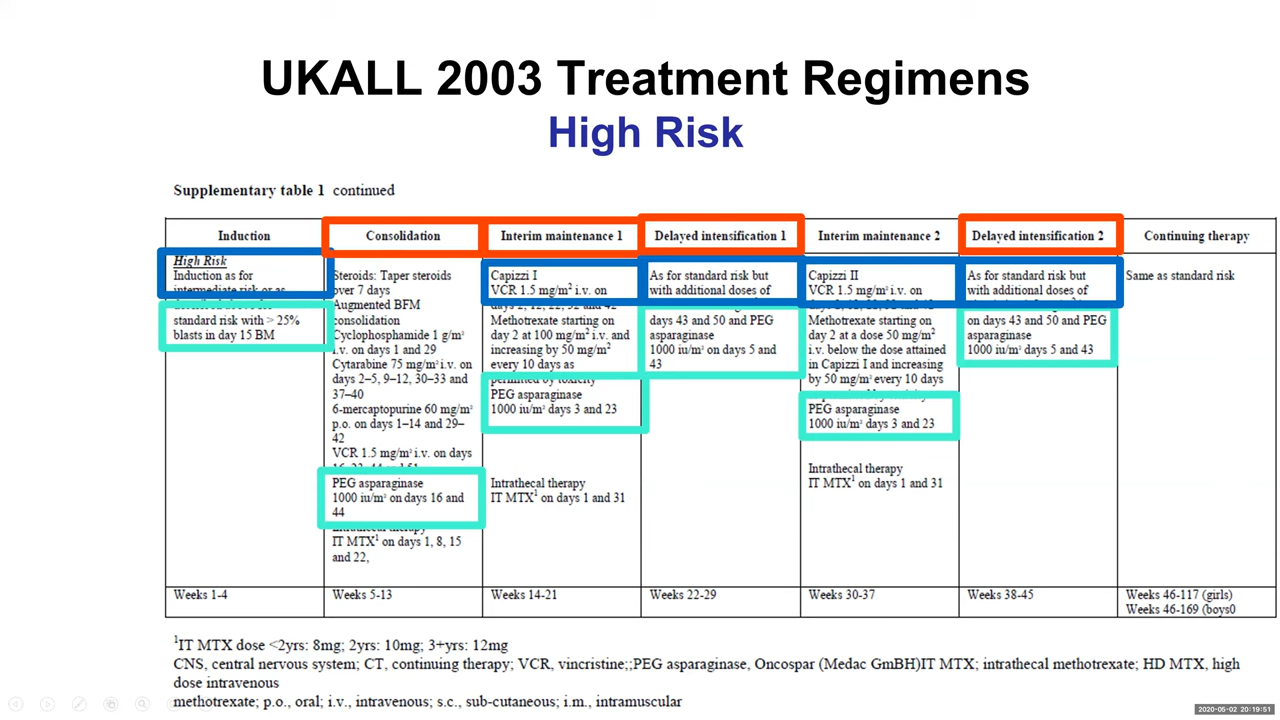 UKALL 2003 Treatment Regimens
High Risk
Supplementary table 1 continued
Induction
Consolidation
Interim maintenance 1
Delayed intensification 1
Interim maintenance 2
Delayed intensification 2
Continuing therapy
High Risk
Induction as for
intermediate risk or as
standard risk with > 25%
blasts in day 15 BM
Steroids: Taper steroids
over 7 days
Augmented BFM
consolidation
Cyclophosphamide 1 g/m²
i.v. on days 1 and 29
Cytarabine 75 mg/m² i.v. on
days 2–5, 9–12, 30–33 and
37–40
6-mercaptopurine 60 mg/m²
p.o. on days 1–14 and 29–
42
VCR 1.5 mg/m² i.v. on days
PEG asparaginase
1000 iu/m² on days 16 and
44
IT MTX¹ on days 1, 8, 15
and 22,
Capizzi I
VCR 1.5 mg/m² i.v. on
Methotrexate starting on
day 2 at 100 mg/m² i.v. and
increasing by 50 mg/m²
every 10 days as
permitted by toxicity
PEG asparaginase
1000 iu/m² days 3 and 23
Intrathecal therapy
IT MTX¹ on days 1 and 31
As for standard risk but
with additional doses of
days 43 and 50 and PEG
asparaginase
1000 iu/m² on days 5 and
43
Capizzi II
VCR 1.5 mg/m² i.v. on
Methotrexate starting on
day 2 at a dose 50 mg/m²
i.v. below the dose attained
in Capizzi I and increasing
by 50 mg/m² every 10 days
PEG asparaginase
1000 iu/m² days 3 and 23
Intrathecal therapy
IT MTX¹ on days 1 and 31
As for standard risk but
with additional doses of
on days 43 and 50 and PEG
asparaginase
1000 iu/m² days 5 and 43
Same as standard risk
Weeks 1-4
Weeks 5-13
Weeks 14-21
Weeks 22-29
Weeks 30-37
Weeks 38-45
Weeks 46-117 (girls)
Weeks 46-169 (boys0
¹IT MTX dose <2yrs: 8mg; 2yrs: 10mg; 3+yrs: 12mg
CNS, central nervous system; CT, continuing therapy; VCR, vincristine;;PEG asparaginase, Oncospar (Medac GmBH)IT MTX; intrathecal methotrexate; HD MTX, high
dose intravenous
methotrexate; p.o., oral; i.v., intravenous; s.c., sub-cutaneous; i.m., intramuscular
2020-05-02 20:19:51